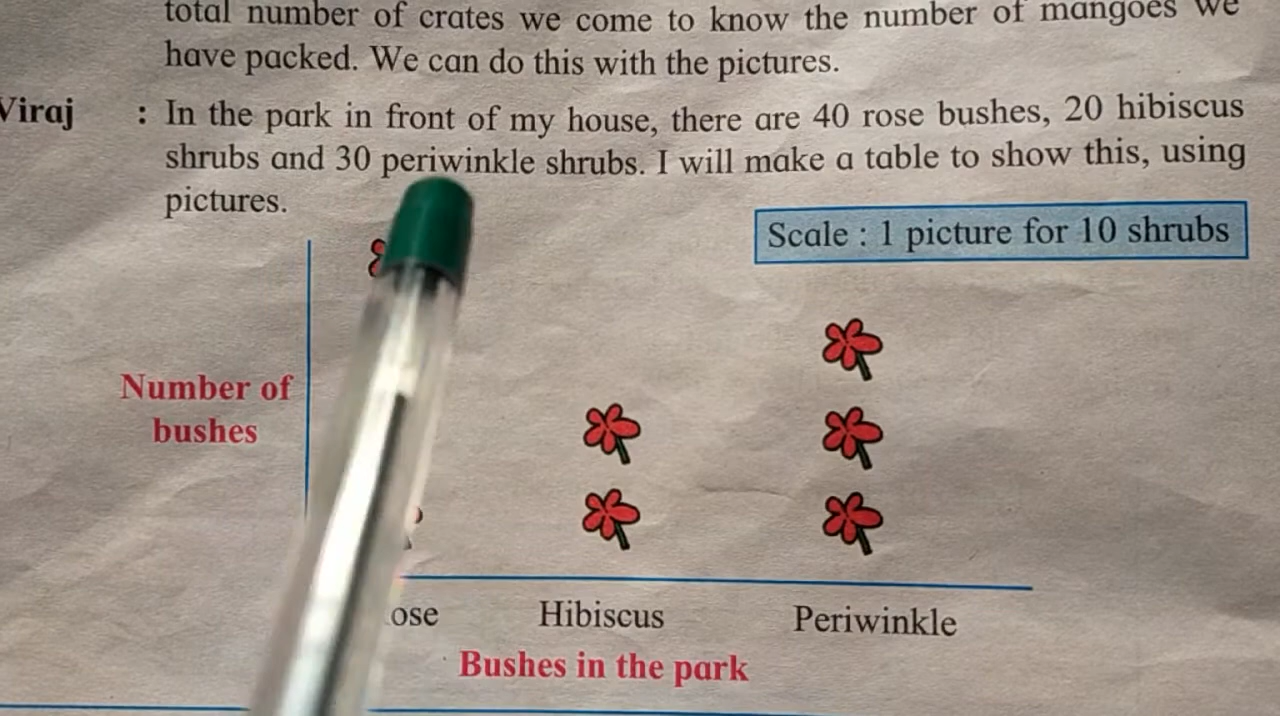 total number of crates we come to know the number of mangoes we
have packed. We can do this with the pictures.
Viraj : In the park in front of my house, there are 40 rose bushes, 20 hibiscus
shrubs and 30 periwinkle shrubs. I will make a table to show this, using
pictures.
Scale : 1 picture for 10 shrubs
Number of
bushes
ose Hibiscus Periwinkle
Bushes in the park